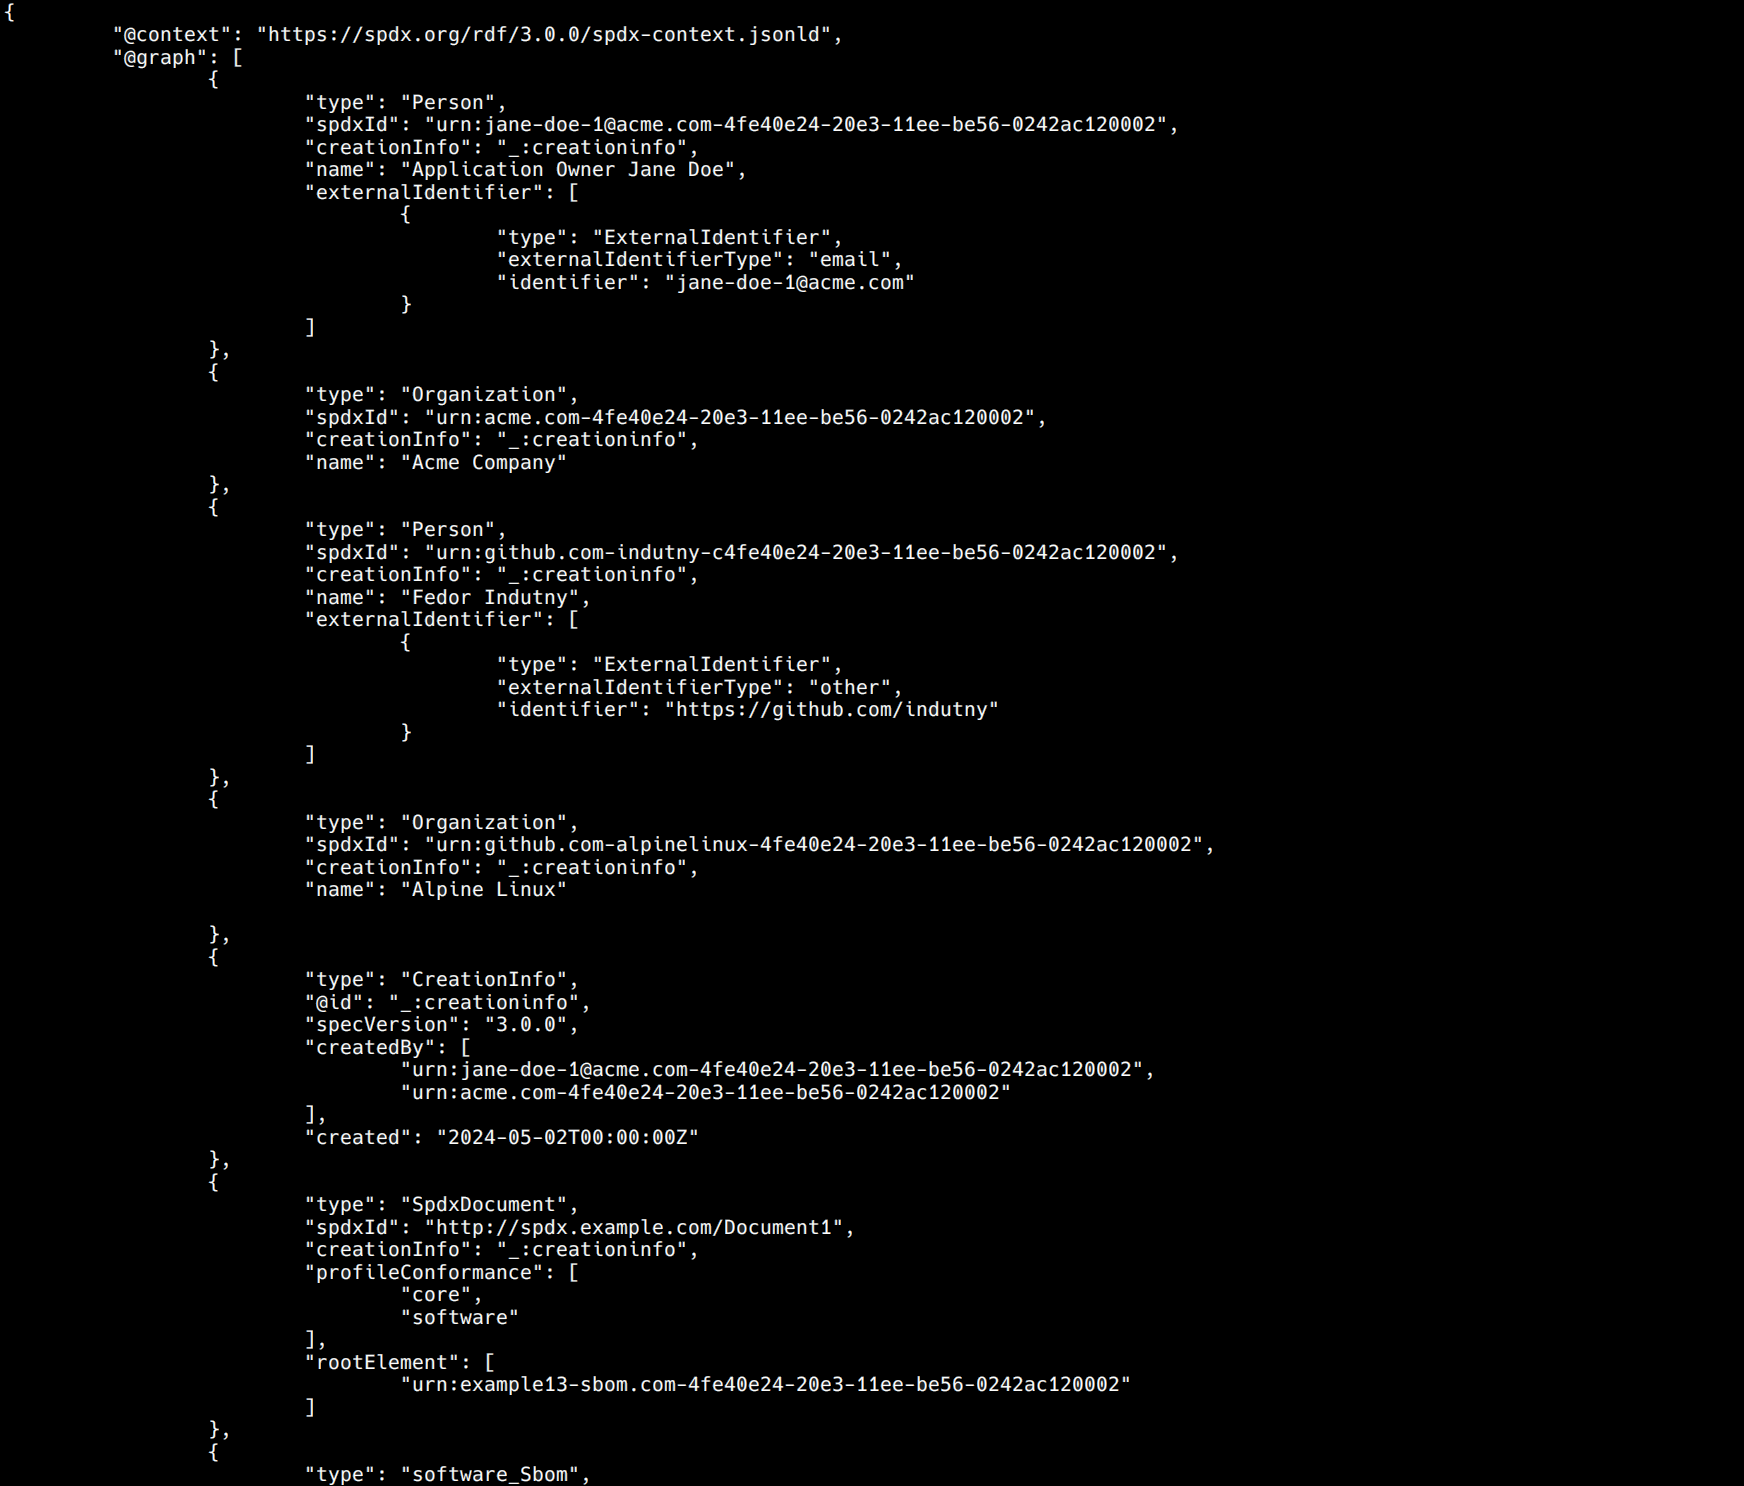 {
"@context": "https://spdx.org/rdf/3.0.0/spdx-context.jsonld",
"@graph": [
{
"type": "Person",
"spdxId": "urn:jane-doe-1@acme.com-4fe40e24-20e3-11ee-be56-0242ac120002",
"creationInfo": "_:creationinfo",
"name": "Application Owner Jane Doe",
"externalIdentifier": [
{
"type": "ExternalIdentifier",
"externalIdentifierType": "email",
"identifier": "jane-doe-1@acme.com"
}
]
},
{
"type": "Organization",
"spdxId": "urn:acme.com-4fe40e24-20e3-11ee-be56-0242ac120002",
"creationInfo": "_:creationinfo",
"name": "Acme Company"
},
{
"type": "Person",
"spdxId": "urn:github.com-indutny-c4fe40e24-20e3-11ee-be56-0242ac120002",
"creationInfo": "_:creationinfo",
"name": "Fedor Indutny",
"externalIdentifier": [
{
"type": "ExternalIdentifier",
"externalIdentifierType": "other",
"identifier": "https://github.com/indutny"
}
]
},
{
"type": "Organization",
"spdxId": "urn:github.com-alpinelinux-4fe40e24-20e3-11ee-be56-0242ac120002",
"creationInfo": "_:creationinfo",
"name": "Alpine Linux"
},
{
"type": "CreationInfo",
"@id": "_:creationinfo",
"specVersion": "3.0.0",
"createdBy": [
"urn:jane-doe-1@acme.com-4fe40e24-20e3-11ee-be56-0242ac120002",
"urn:acme.com-4fe40e24-20e3-11ee-be56-0242ac120002"
],
"created": "2024-05-02T00:00:00Z"
},
{
"type": "SpdxDocument",
"spdxId": "http://spdx.example.com/Document1",
"creationInfo": "_:creationinfo",
"profileConformance": [
"core",
"software"
],
"rootElement": [
"urn:example13-sbom.com-4fe40e24-20e3-11ee-be56-0242ac120002"
]
},
{
"type": "software_Sbom",